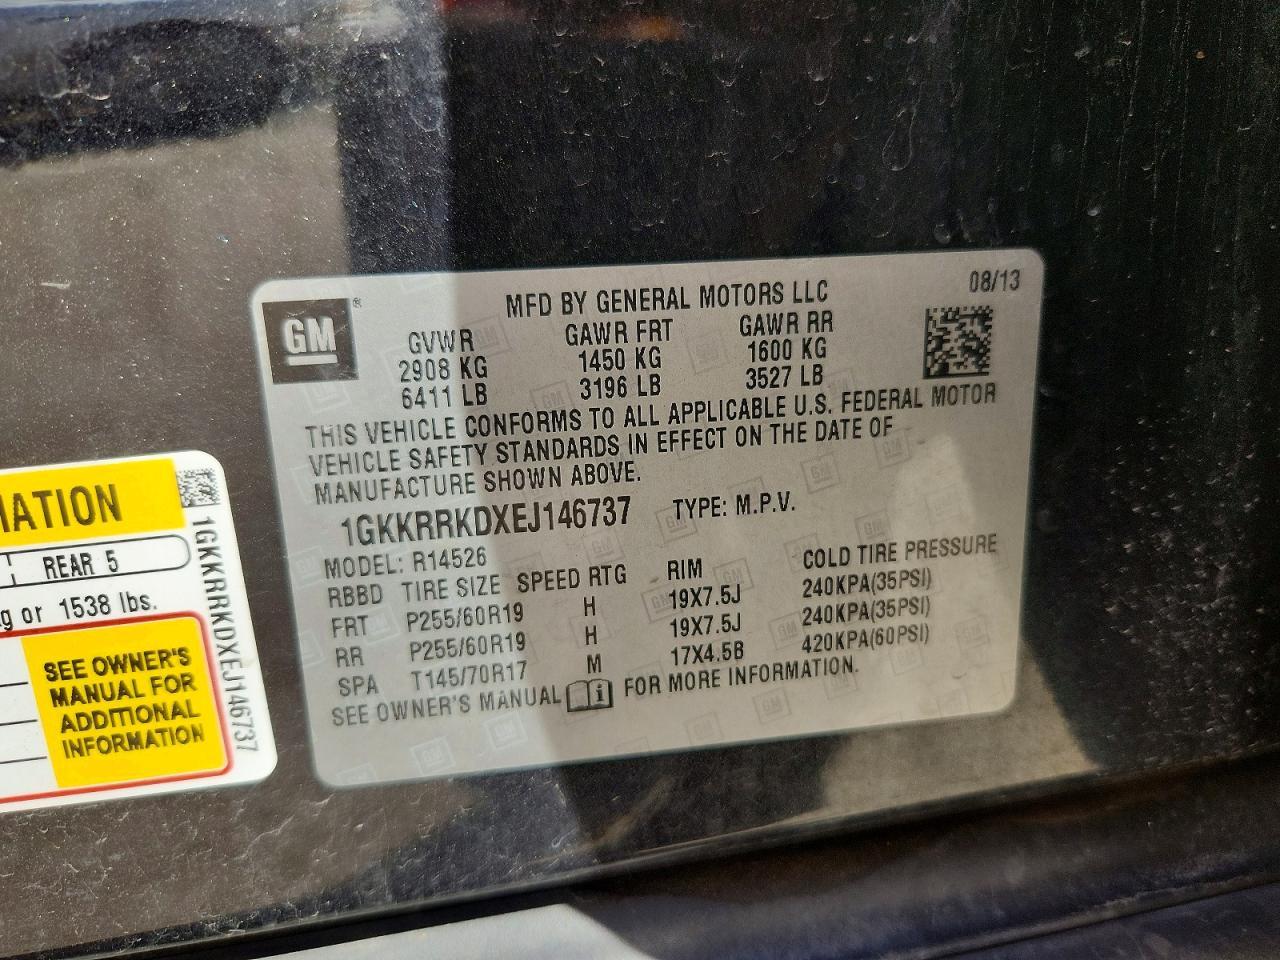 GM
®
MFD BY GENERAL MOTORS LLC
08/13
GVWR GAWR FRT GAWR RR
2908 KG 1450 KG 1600 KG
6411 LB 3196 LB 3527 LB
THIS VEHICLE CONFORMS TO ALL APPLICABLE U.S. FEDERAL MOTOR
VEHICLE SAFETY STANDARDS IN EFFECT ON THE DATE OF
MANUFACTURE SHOWN ABOVE.
1GKKRRKDXEJ146737 TYPE: M.P.V.
MODEL: R14526
RBBD TIRE SIZE SPEED RTG RIM COLD TIRE PRESSURE
FRT P255/60R19 H 19X7.5J 240KPA(35PSI)
RR P255/60R19 H 19X7.5J 240KPA(35PSI)
SPA T145/70R17 M 17X4.5B 420KPA(60PSI)
SEE OWNER'S MANUAL FOR MORE INFORMATION.
MATION
REAR 5
kg or 1538 lbs.
SEE OWNER'S
MANUAL FOR
ADDITIONAL
INFORMATION
1GKKRRKDXEJ146737